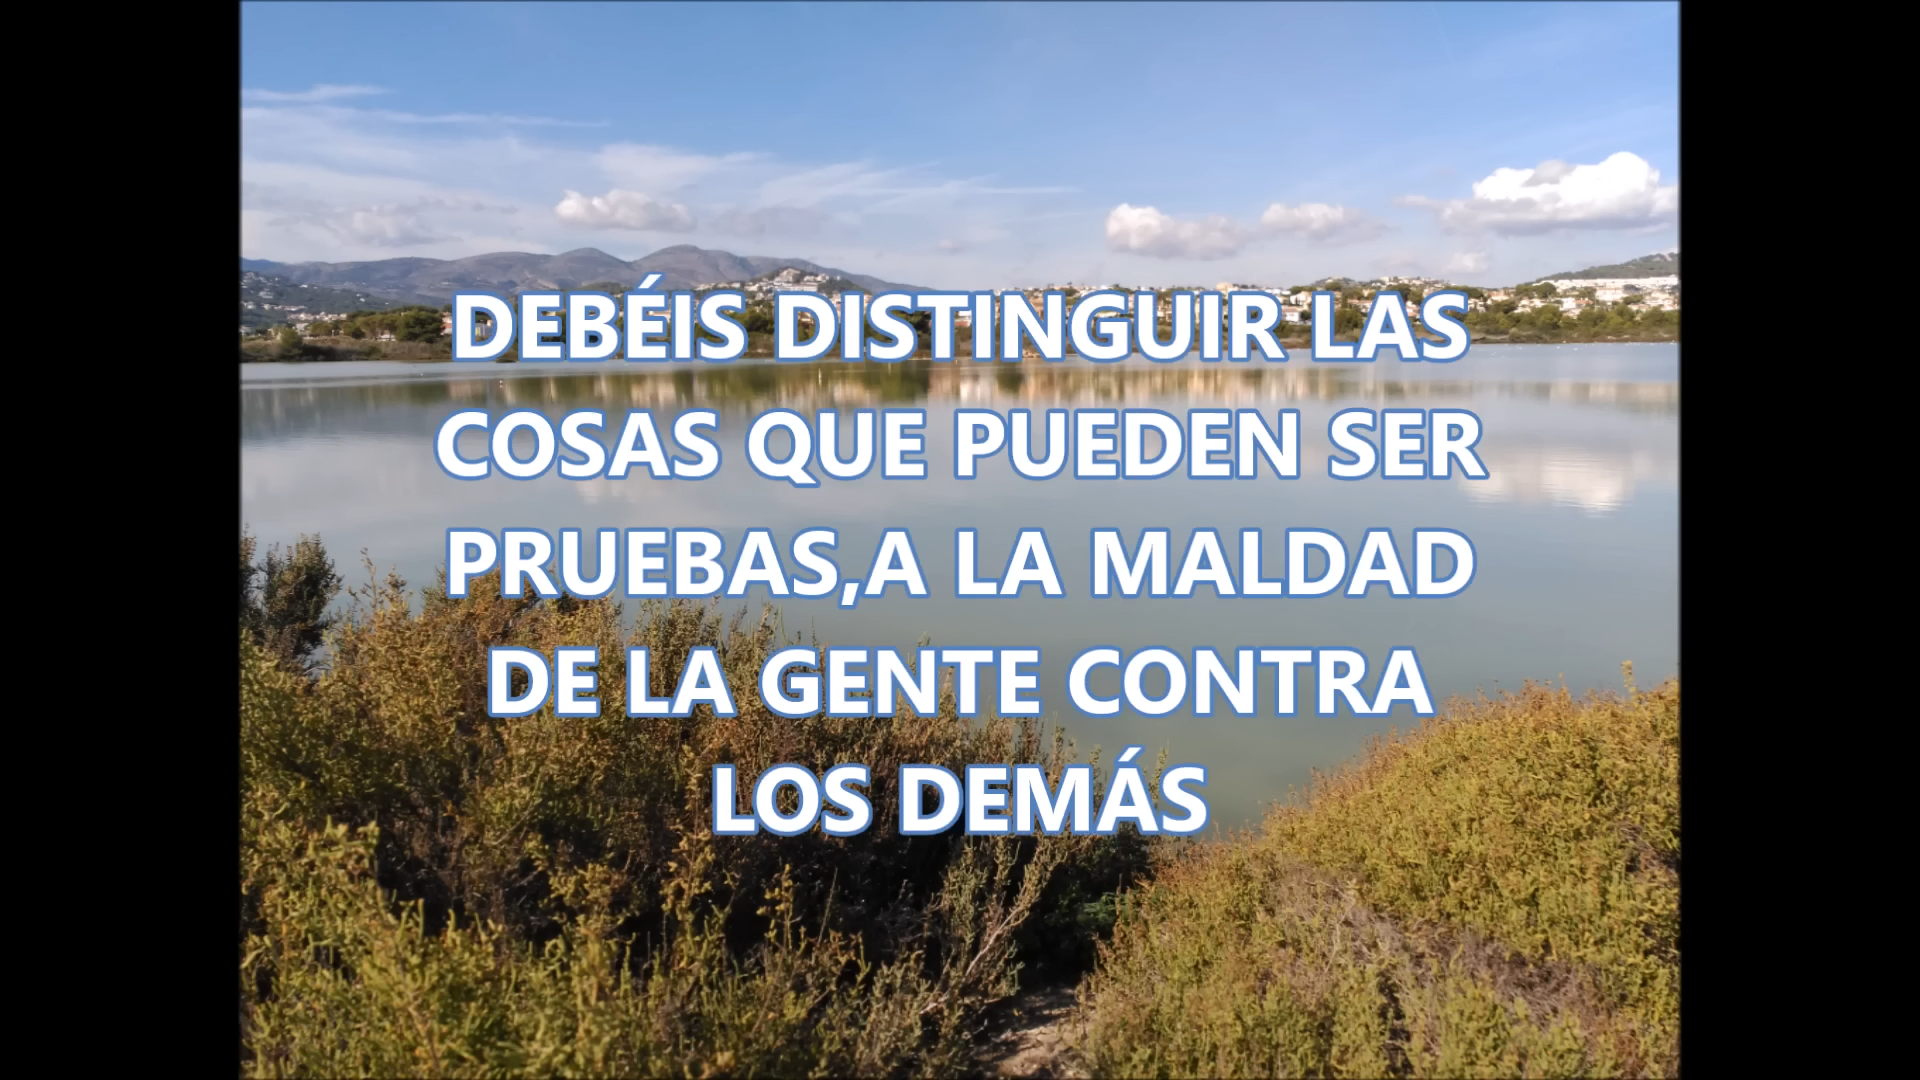 DEBÉIS DISTINGUIR LAS
COSAS QUE PUEDEN SER
PRUEBAS,A LA MALDAD
DE LA GENTE CONTRA
LOS DEMÁS